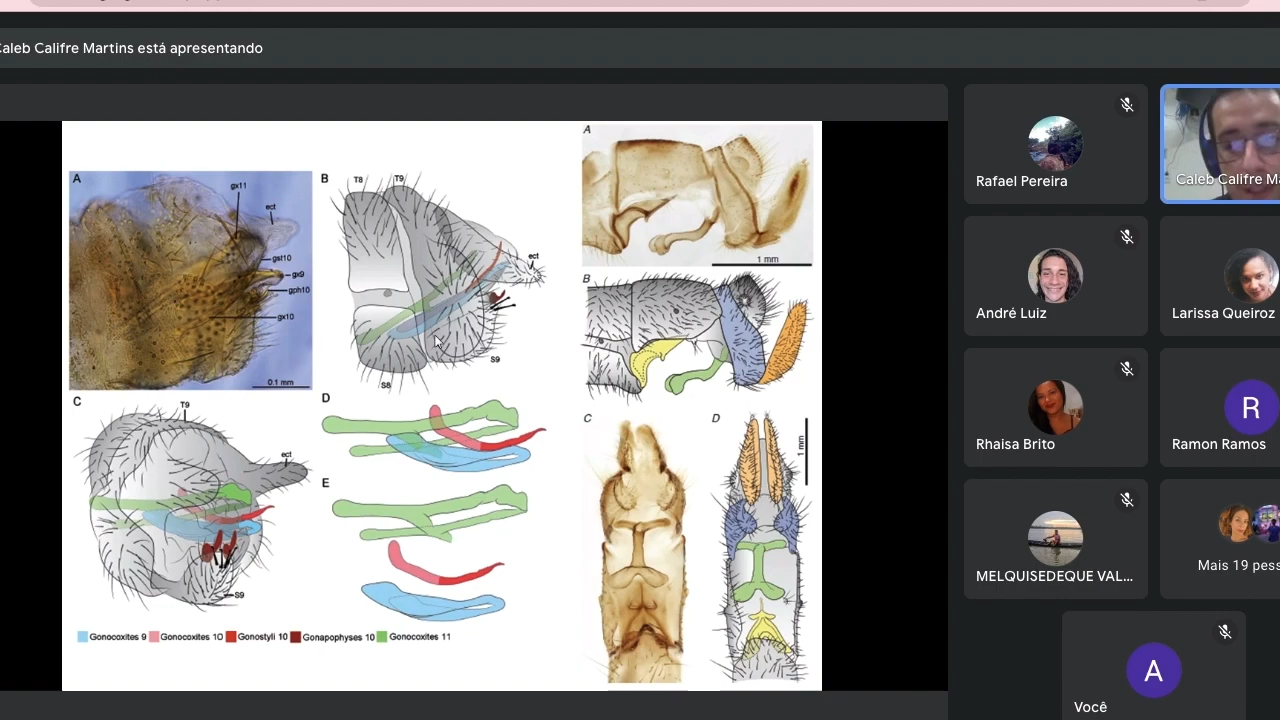 Caleb Califre Martins está apresentando
A
gx11
ect
gst10
gx9
gph10
gx10
0.1 mm
B
T8
T9
ect
S9
S8
C
T9
ect
S9
D
E
Gonocoxites 9
Gonocoxites 10
Gonostyli 10
Gonapophyses 10
Gonocoxites 11
A
1 mm
B
C
D
1 mm
Rafael Pereira
Caleb Califre Ma
André Luiz
Larissa Queiroz
Rhaisa Brito
R
Ramon Ramos
MELQUISEDEQUE VAL...
Mais 19 pess
A
Você